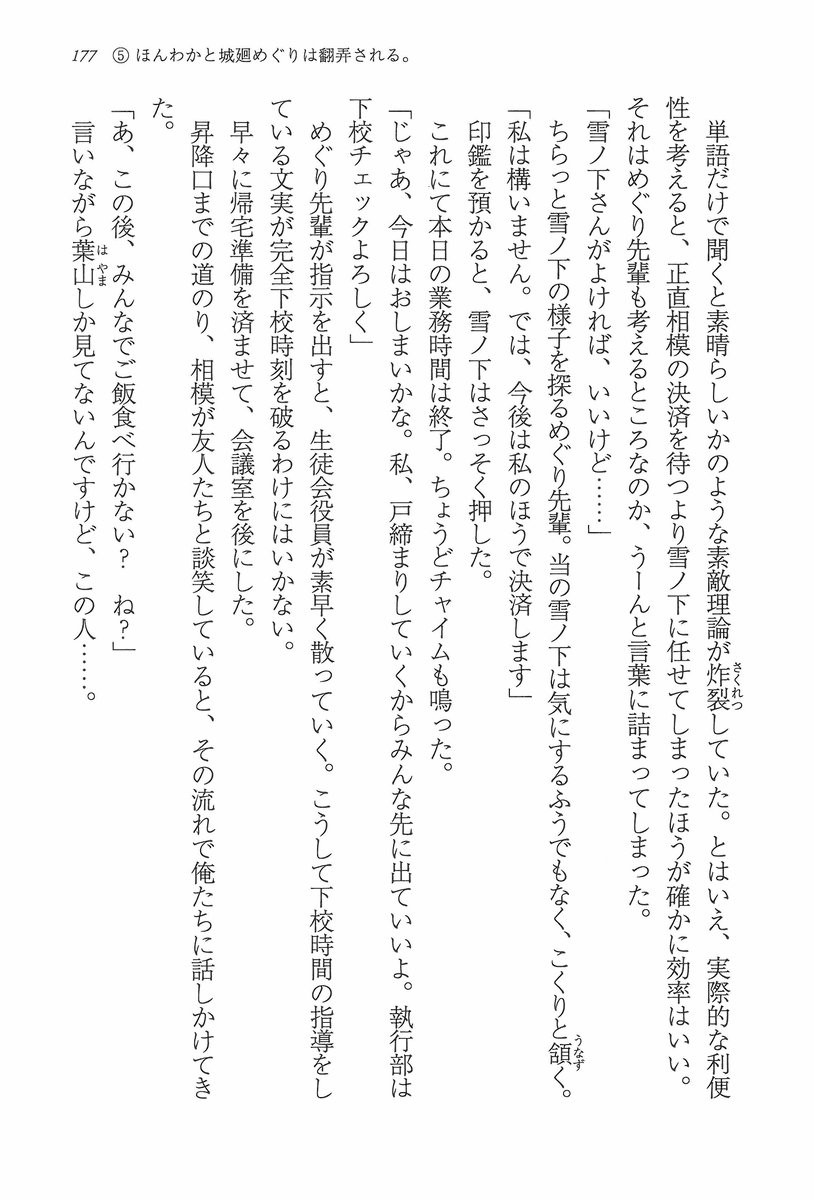 177 ⑤ ほんわかと城廻めぐりは翻弄される。
単語だけで聞くと素晴らしいかのような素敵理論が炸裂していた。とはいえ、実際的な利便
さくれつ
性を考えると、正直相模の決済を待つより雪ノ下に任せてしまったほうが確かに効率はいい。
それはめぐり先輩も考えるところなのか、うーんと言葉に詰まってしまった。
「雪ノ下さんがよければ、いいけど……」
ちらっと雪ノ下の様子を探るめぐり先輩。当の雪ノ下は気にするふうでもなく、こくりと頷く。
うなず
「私は構いません。では、今後は私のほうで決済します」
印鑑を預かると、雪ノ下はさっそく押した。
これにて本日の業務時間は終了。ちょうどチャイムも鳴った。
「じゃあ、今日はおしまいかな。私、戸締まりしていくからみんな先に出ていいよ。執行部は
下校チェックよろしく」
めぐり先輩が指示を出すと、生徒会役員が素早く散っていく。こうして下校時間の指導をし
ている文実が完全下校時刻を破るわけにはいかない。
早々に帰宅準備を済ませて、会議室を後にした。
昇降口までの道のり、相模が友人たちと談笑していると、その流れで俺たちに話しかけてき
た。
「あ、この後、みんなでご飯食べ行かない？　ね？」
言いながら葉山しか見てないんですけど、この人……。
はやま